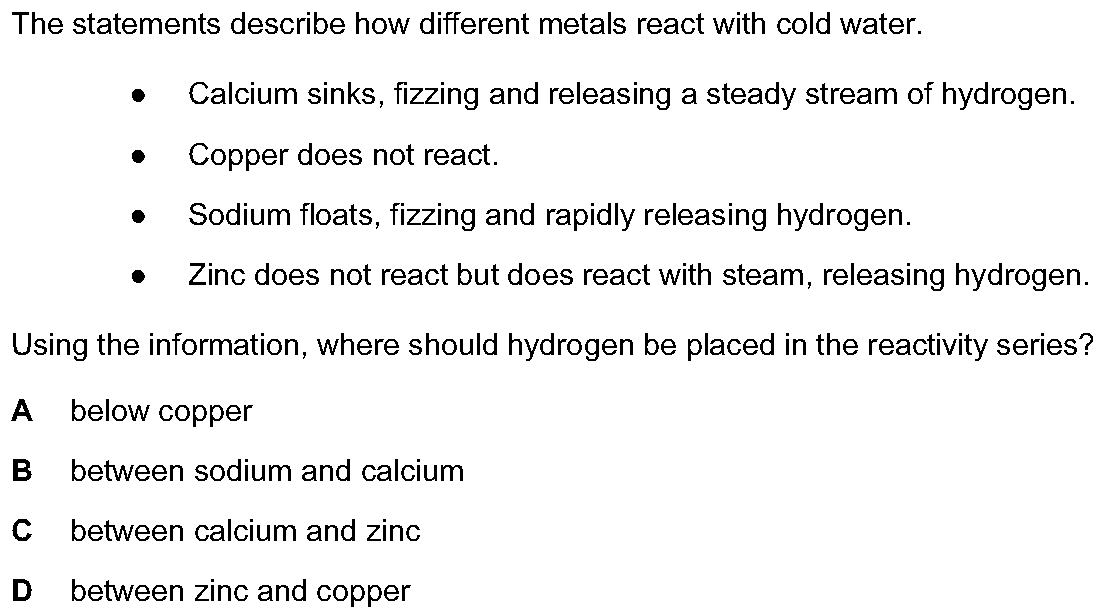 The statements describe how different metals react with cold water.
● Calcium sinks, fizzing and releasing a steady stream of hydrogen.
● Copper does not react.
● Sodium floats, fizzing and rapidly releasing hydrogen.
● Zinc does not react but does react with steam, releasing hydrogen.
Using the information, where should hydrogen be placed in the reactivity series?
A below copper
B between sodium and calcium
C between calcium and zinc
D between zinc and copper